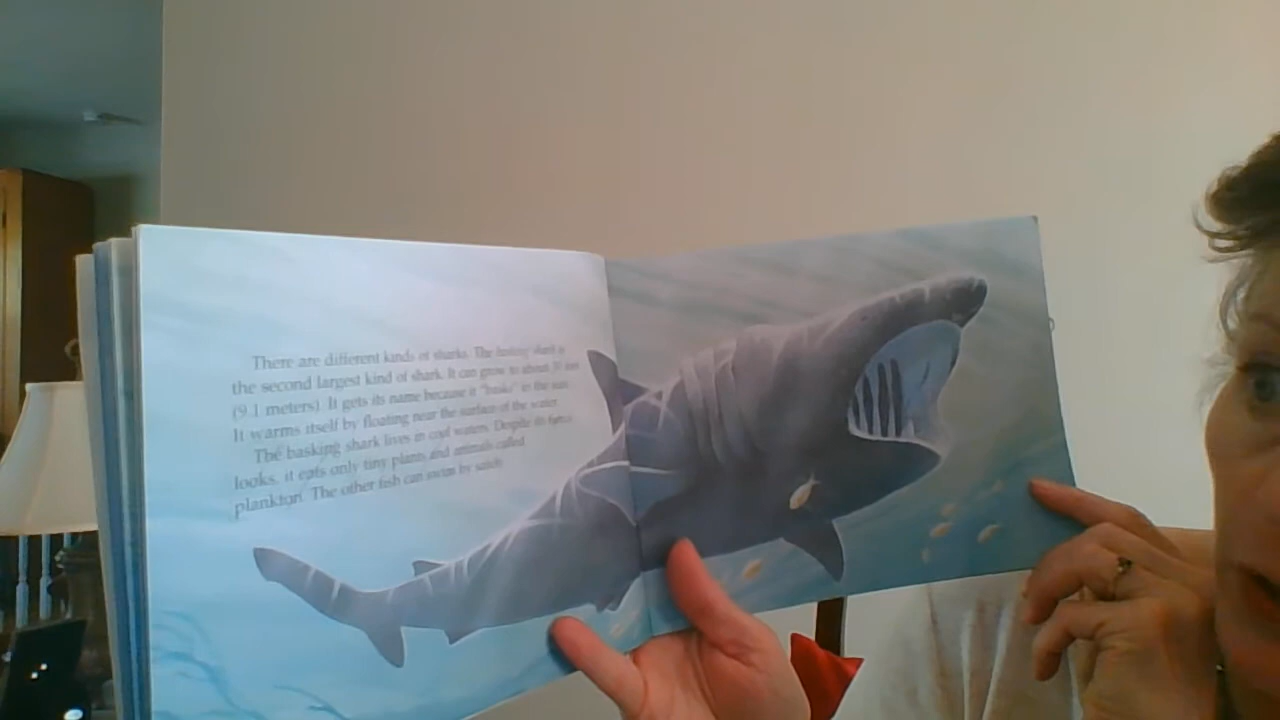 There are different kinds of sharks. The basking shark is
the second largest kind of shark. It can grow to about 30 feet
(9.1 meters). It gets its name because it "basks" in the sun.
It warms itself by floating near the surface of the water.
The basking shark lives in cool waters. Despite its fierce
looks, it eats only tiny plants and animals called
plankton. The other fish can swim by safely.